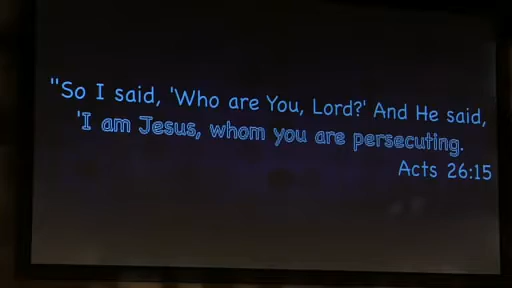 "So I said, 'Who are You, Lord?' And He said,
'I am Jesus, whom you are persecuting.
Acts 26:15